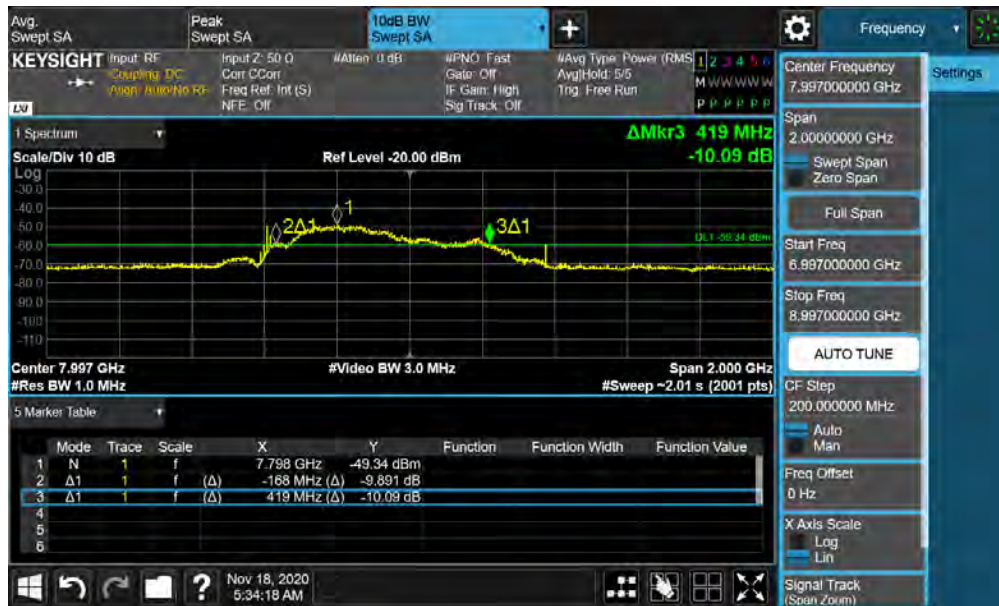 Avg.
Swept SA
Peak
Swept SA
10dB BW
Swept SA
+
Frequency
KEYSIGHT
Input: RF
Coupling: DC
Align: Auto/No RF
Input Z: 50 Ω
Corr CCorr
Freq Ref: Int (S)
NFE: Off
#Atten: 0 dB
#PNO: Fast
Gate: Off
IF Gain: High
Sig Track: Off
#Avg Type: Power (RMS
Avg|Hold: 5/5
Trig: Free Run
1 2 3 4 5 6
M W W W W W
P P P P P P
LXI
1 Spectrum
ΔMkr3 419 MHz
-10.09 dB
Scale/Div 10 dB
Ref Level -20.00 dBm
Log
-30.0
-40.0
-50.0
-60.0
-70.0
-80.0
-90.0
-100
-110
1
2Δ1
3Δ1
DL1 -59.34 dBm
Center 7.997 GHz
#Video BW 3.0 MHz
Span 2.000 GHz
#Res BW 1.0 MHz
#Sweep ~2.01 s (2001 pts)
5 Marker Table
Mode Trace Scale X Y Function Function Width Function Value
1 N 1 f 7.798 GHz -49.34 dBm
2 Δ1 1 f (Δ) -168 MHz (Δ) -9.891 dB
3 Δ1 1 f (Δ) 419 MHz (Δ) -10.09 dB
4
5
6
Nov 18, 2020
5:34:18 AM
?
Settings
Center Frequency
7.997000000 GHz
Span
2.00000000 GHz
Swept Span
Zero Span
Full Span
Start Freq
6.997000000 GHz
Stop Freq
8.997000000 GHz
AUTO TUNE
CF Step
200.000000 MHz
Auto
Man
Freq Offset
0 Hz
X Axis Scale
Log
Lin
Signal Track
(Span Zoom)